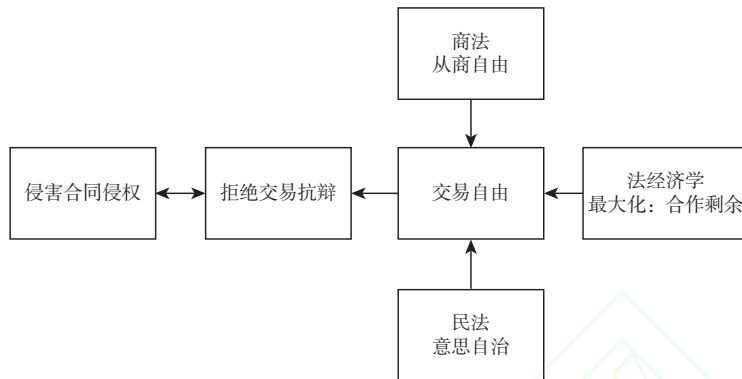 商法
从商自由
侵害合同侵权
拒绝交易抗辩
交易自由
法经济学
最大化：合作剩余
民法
意思自治